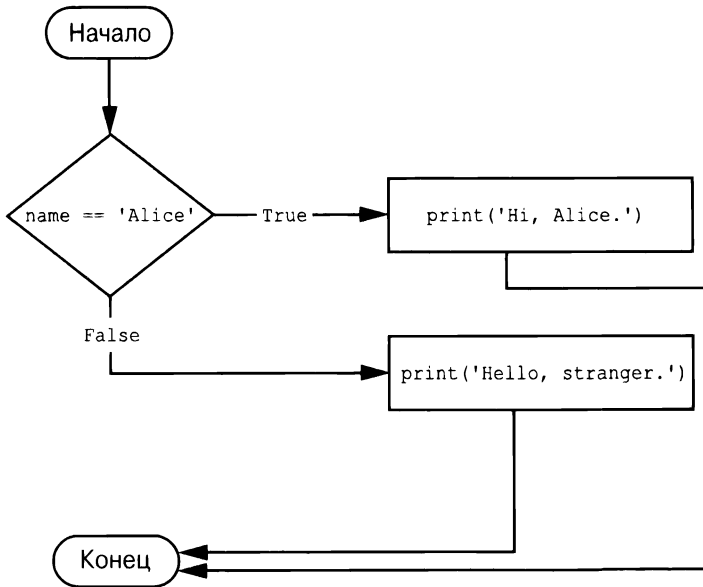 Начало
name == 'Alice'
True
print('Hi, Alice.')
False
print('Hello, stranger.')
Конец